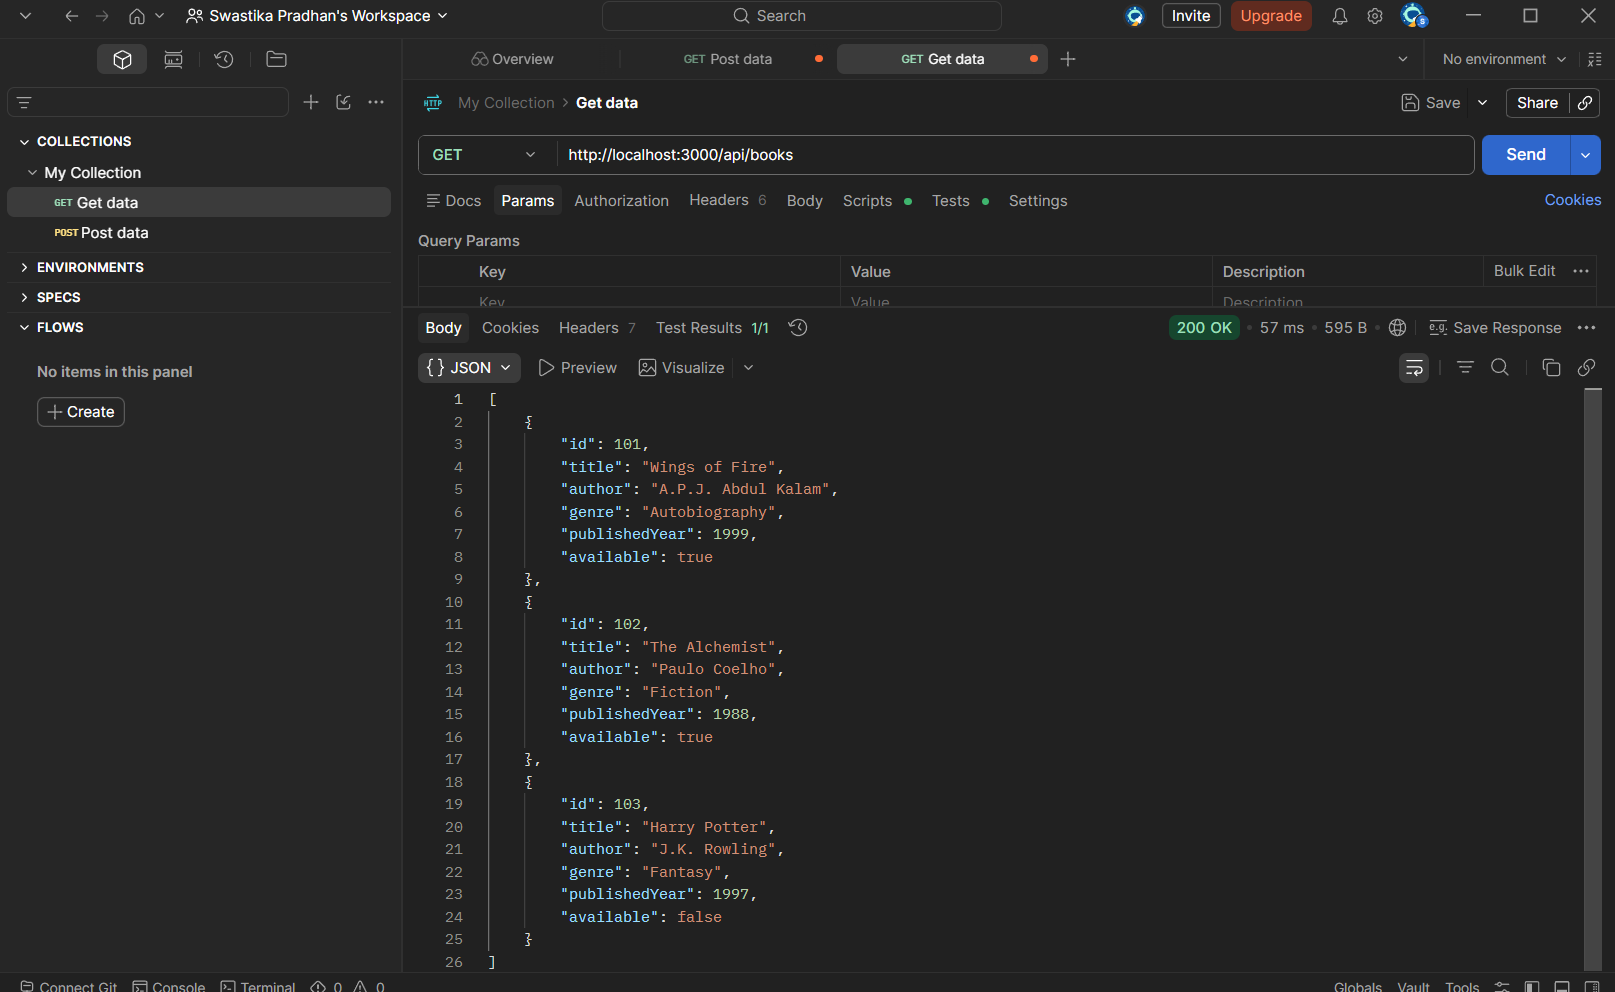 Swastika Pradhan's Workspace
Search
Invite
Upgrade
Overview
GET Post data
GET Get data
No environment
HTTP My Collection > Get data
Save
Share
COLLECTIONS
My Collection
GET Get data
POST Post data
ENVIRONMENTS
SPECS
FLOWS
No items in this panel
+ Create
GET
http://localhost:3000/api/books
Send
Docs Params Authorization Headers 6 Body Scripts Tests Settings
Cookies
Query Params
Key Value Description Bulk Edit
Key Value Description
Body Cookies Headers 7 Test Results 1/1
200 OK • 57 ms • 595 B • e.g. Save Response
{} JSON Preview Visualize
1 [
2 {
3 "id": 101,
4 "title": "Wings of Fire",
5 "author": "A.P.J. Abdul Kalam",
6 "genre": "Autobiography",
7 "publishedYear": 1999,
8 "available": true
9 },
10 {
11 "id": 102,
12 "title": "The Alchemist",
13 "author": "Paulo Coelho",
14 "genre": "Fiction",
15 "publishedYear": 1988,
16 "available": true
17 },
18 {
19 "id": 103,
20 "title": "Harry Potter",
21 "author": "J.K. Rowling",
22 "genre": "Fantasy",
23 "publishedYear": 1997,
24 "available": false
25 }
26 ]
Connect Git Console Terminal 0 0
Globals Vault Tools